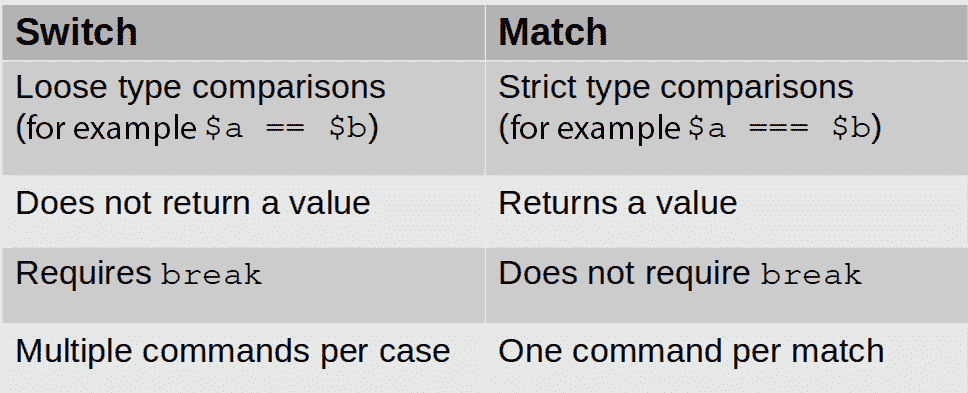 Switch
Match
Loose type comparisons
(for example $a == $b)
Strict type comparisons
(for example $a === $b)
Does not return a value
Returns a value
Requires break
Does not require break
Multiple commands per case
One command per match